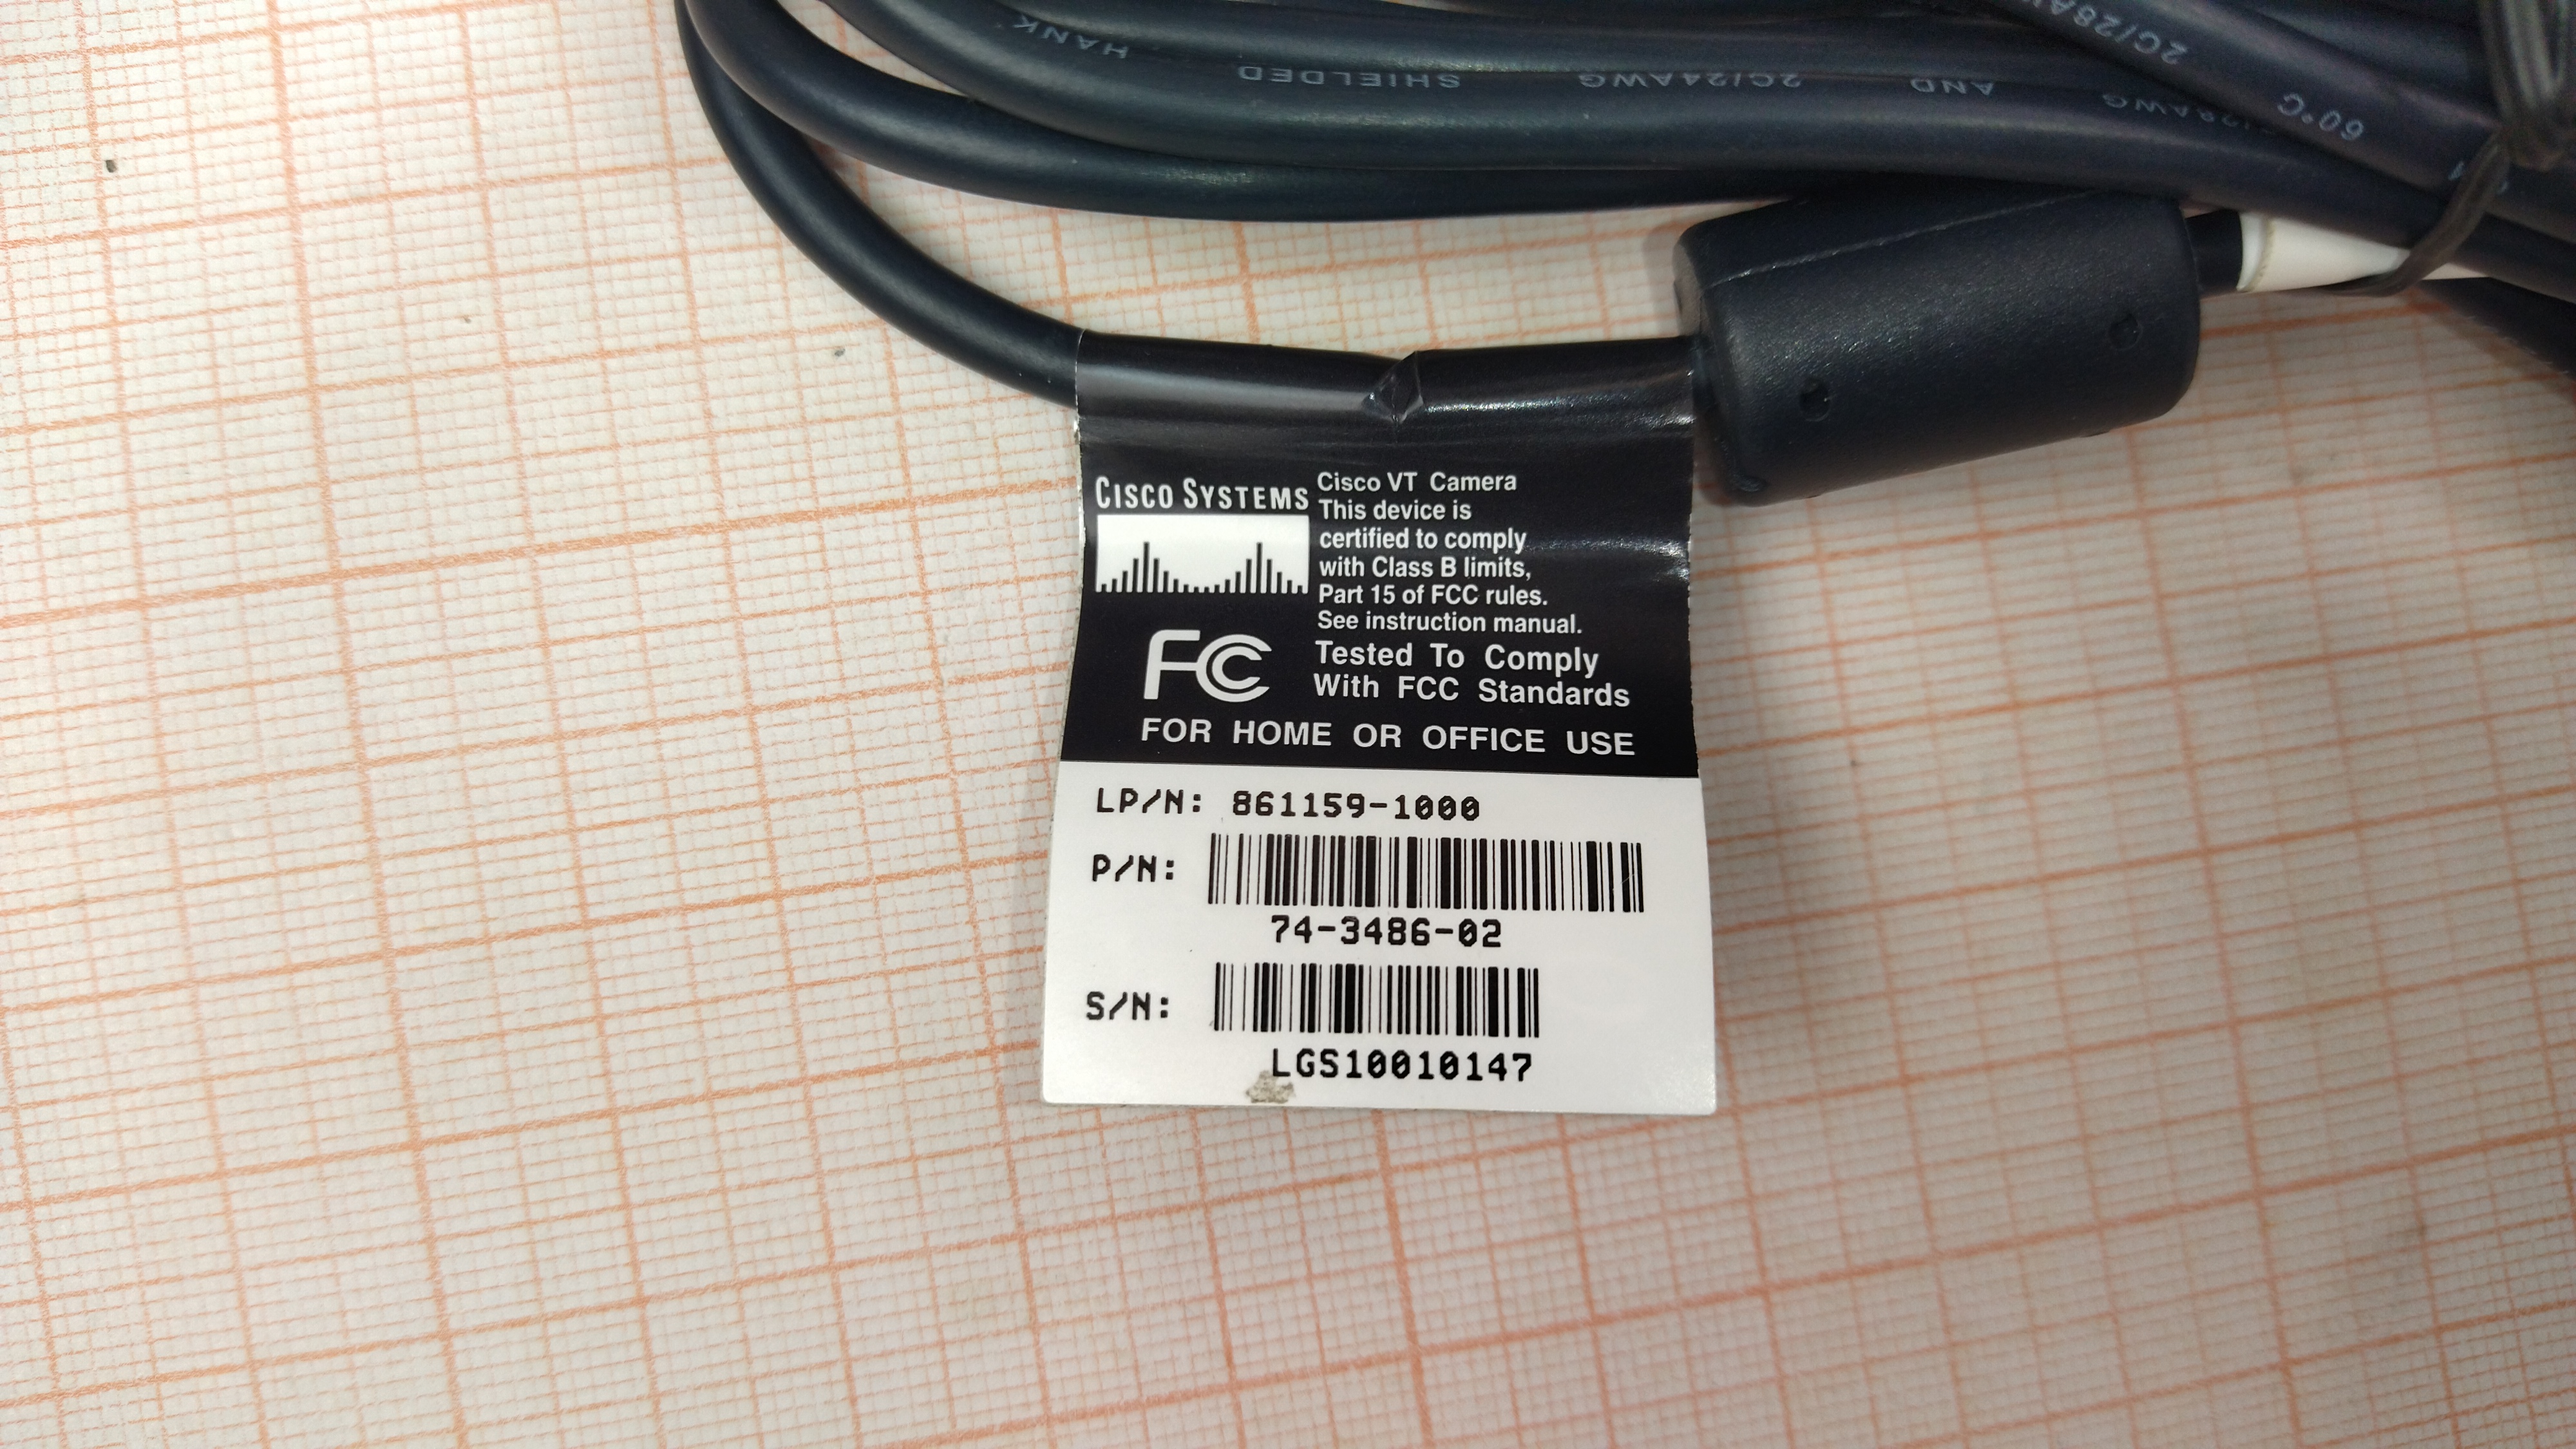 HANK
SHIELDED 2C/24AWG AND 28AWG
2C/28AWG
60°C
CISCO SYSTEMS
Cisco VT Camera
This device is
certified to comply
with Class B limits,
Part 15 of FCC rules.
See instruction manual.
FC
Tested To Comply
With FCC Standards
FOR HOME OR OFFICE USE
LP/N: 861159-1000
P/N:
74-3486-02
S/N:
LGS10010147